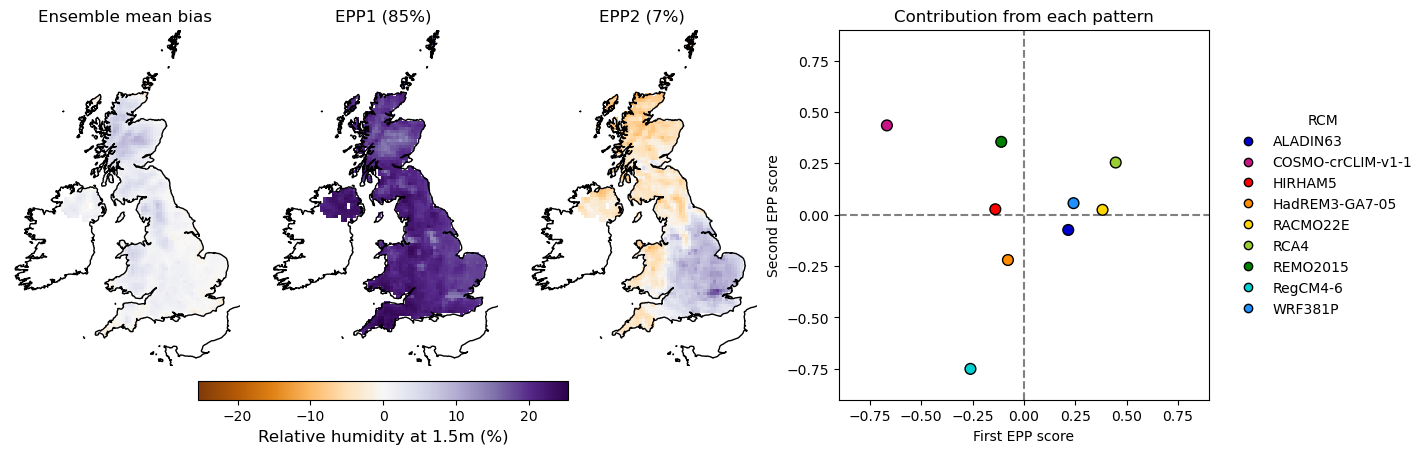 Ensemble mean bias
EPP1 (85%)
EPP2 (7%)
−20 −10 0 10 20
Relative humidity at 1.5m (%)
Contribution from each pattern
Second EPP score
0.75
0.50
0.25
0.00
−0.25
−0.50
−0.75
−0.75 −0.50 −0.25 0.00 0.25 0.50 0.75
First EPP score
RCM
ALADIN63
COSMO-crCLIM-v1-1
HIRHAM5
HadREM3-GA7-05
RACMO22E
RCA4
REMO2015
RegCM4-6
WRF381P